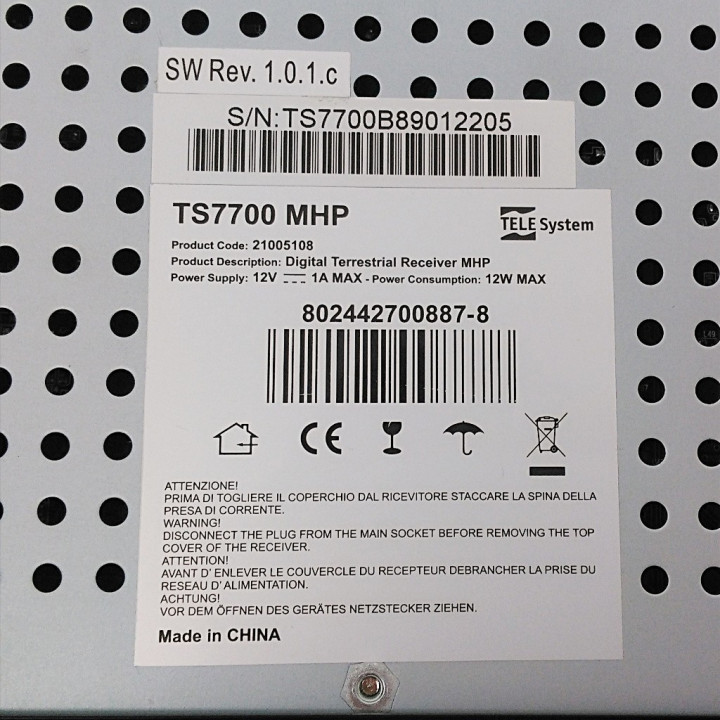 SW Rev. 1.0.1.c
S/N:TS7700B89012205
TS7700 MHP
TELE System
Product Code: 21005108
Product Description: Digital Terrestrial Receiver MHP
Power Supply: 12V ⎓ 1A MAX - Power Consumption: 12W MAX
802442700887-8
CE
ATTENZIONE!
PRIMA DI TOGLIERE IL COPERCHIO DAL RICEVITORE STACCARE LA SPINA DELLA
PRESA DI CORRENTE.
WARNING!
DISCONNECT THE PLUG FROM THE MAIN SOCKET BEFORE REMOVING THE TOP
COVER OF THE RECEIVER.
ATTENTION!
AVANT D' ENLEVER LE COUVERCLE DU RECEPTEUR DEBRANCHER LA PRISE DU
RESEAU D' ALIMENTATION.
ACHTUNG!
VOR DEM ÖFFNEN DES GERÄTES NETZSTECKER ZIEHEN.
Made in CHINA